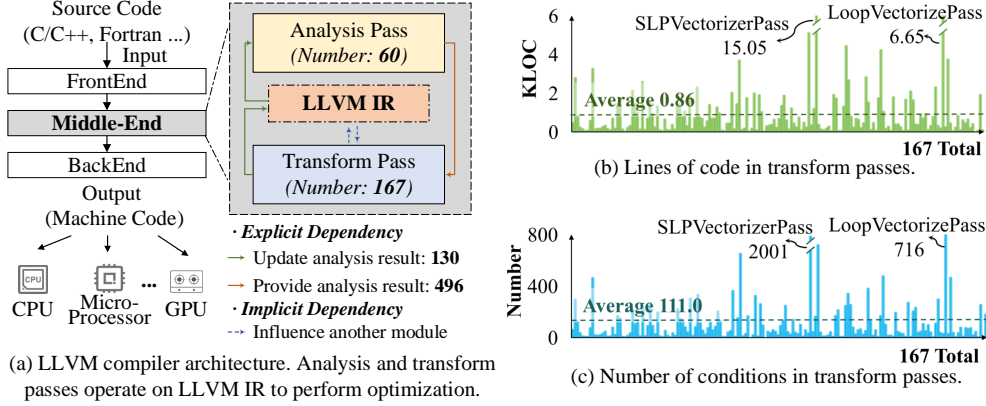 Source Code
(C/C++, Fortran ...)
Input
FrontEnd
Middle-End
BackEnd
Output
(Machine Code)
CPU
CPU
Micro-
Processor
...
GPU
Analysis Pass
(Number: 60)
LLVM IR
Transform Pass
(Number: 167)
· Explicit Dependency
Update analysis result: 130
Provide analysis result: 496
· Implicit Dependency
Influence another module
(a) LLVM compiler architecture. Analysis and transform
passes operate on LLVM IR to perform optimization.
KLOC
6
4
2
0
SLPVectorizerPass
15.05
LoopVectorizePass
6.65
Average 0.86
167 Total
(b) Lines of code in transform passes.
Number
800
400
0
SLPVectorizerPass
2001
LoopVectorizePass
716
Average 111.0
167 Total
(c) Number of conditions in transform passes.